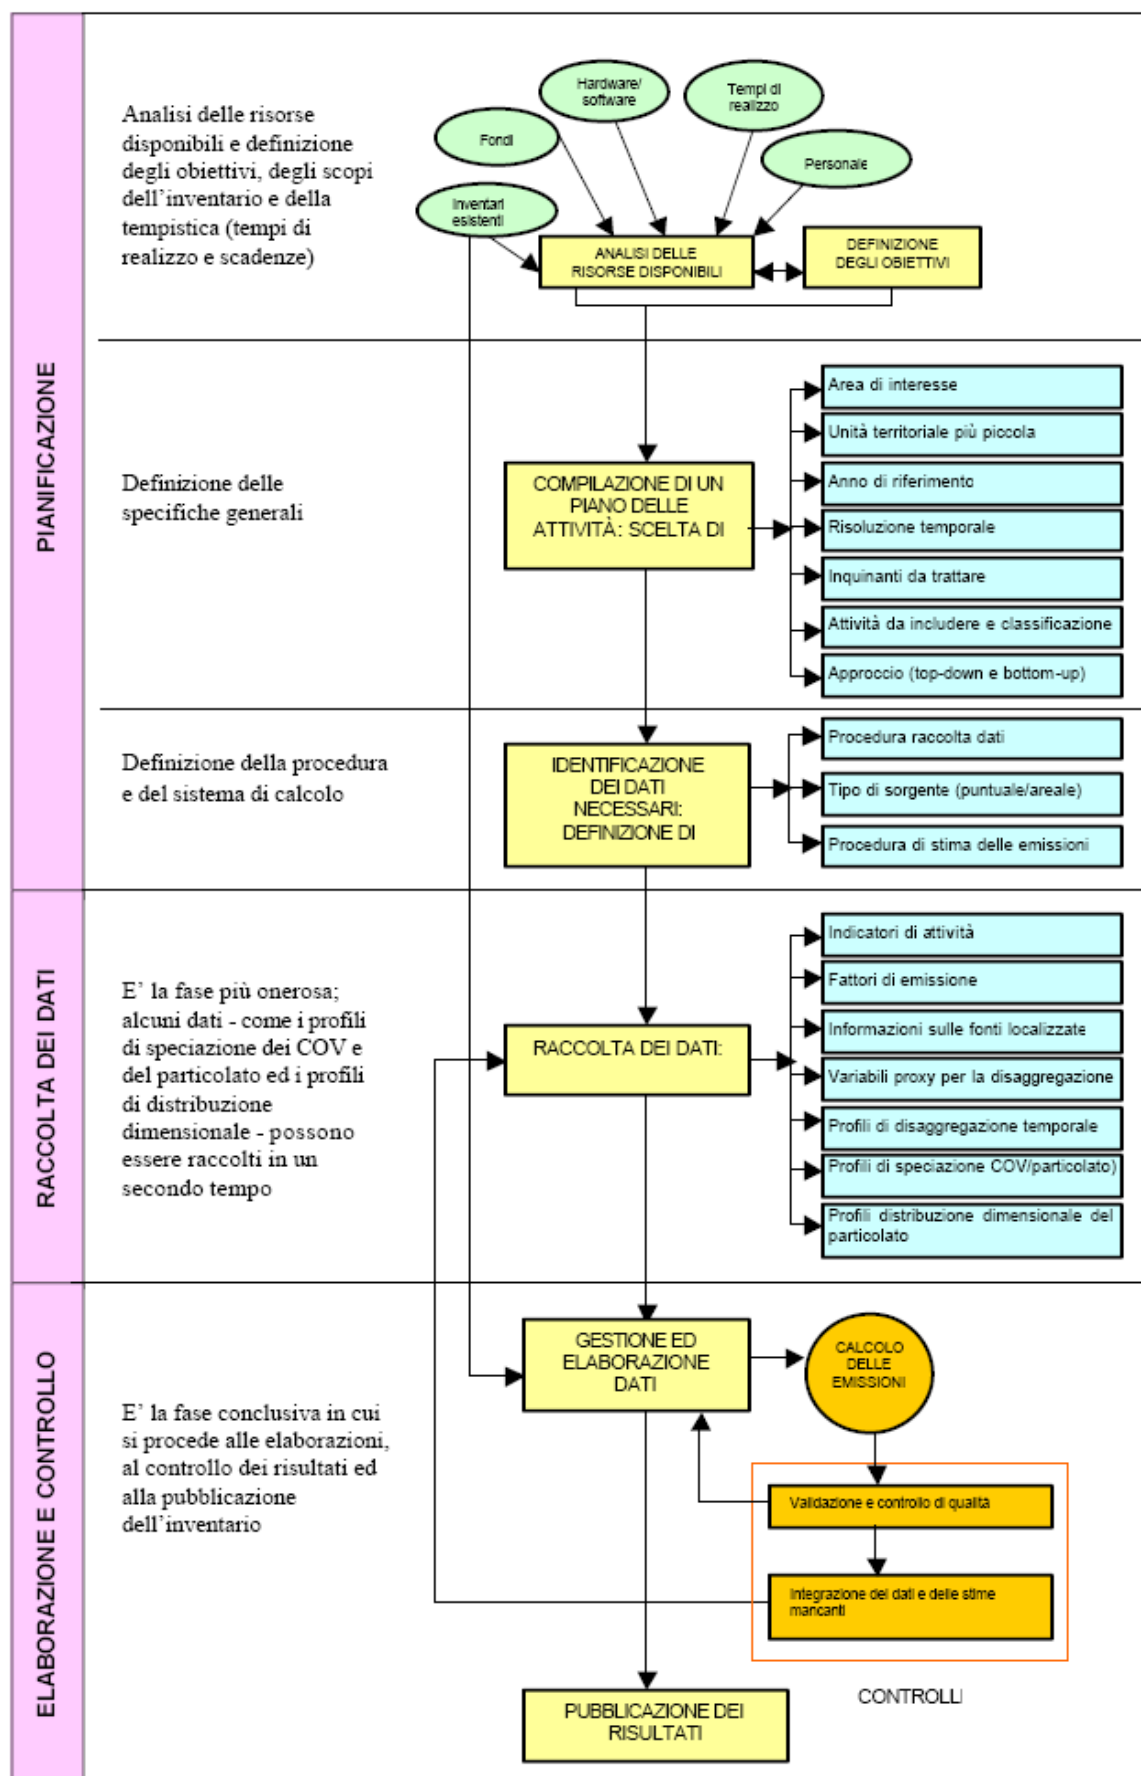 PIANIFICAZIONE
Analisi delle risorse
disponibili e definizione
degli obiettivi, degli scopi
dell'inventario e della
tempistica (tempi di
realizzo e scadenze)
Hardware/
software
Tempi di
realizzo
Fondi
Personale
Inventari
esistenti
ANALISI DELLE
RISORSE DISPONIBILI
DEFINIZIONE
DEGLI OBIETTIVI
Definizione delle
specifiche generali
COMPILAZIONE DI UN
PIANO DELLE
ATTIVITÀ: SCELTA DI
Area di interesse
Unità territoriale più piccola
Anno di riferimento
Risoluzione temporale
Inquinanti da trattare
Attività da includere e classificazione
Approccio (top-down e bottom-up)
Definizione della procedura
e del sistema di calcolo
IDENTIFICAZIONE
DEI DATI
NECESSARI:
DEFINIZIONE DI
Procedura raccolta dati
Tipo di sorgente (puntuale/areale)
Procedura di stima delle emissioni
RACCOLTA DEI DATI
E' la fase più onerosa;
alcuni dati - come i profili
di speciazione dei COV e
del particolato ed i profili
di distribuzione
dimensionale - possono
essere raccolti in un
secondo tempo
RACCOLTA DEI DATI:
Indicatori di attività
Fattori di emissione
Informazioni sulle fonti localizzate
Variabili proxy per la disaggregazione
Profili di disaggregazione temporale
Profili di speciazione COV/particolato)
Profili distribuzione dimensionale del
particolato
ELABORAZIONE E CONTROLLO
E' la fase conclusiva in cui
si procede alle elaborazioni,
al controllo dei risultati ed
alla pubblicazione
dell'inventario
GESTIONE ED
ELABORAZIONE
DATI
CALCOLO
DELLE
EMISSIONI
Validazione e controllo di qualità
Integrazione dei dati e delle stime
mancanti
CONTROLLI
PUBBLICAZIONE DEI
RISULTATI